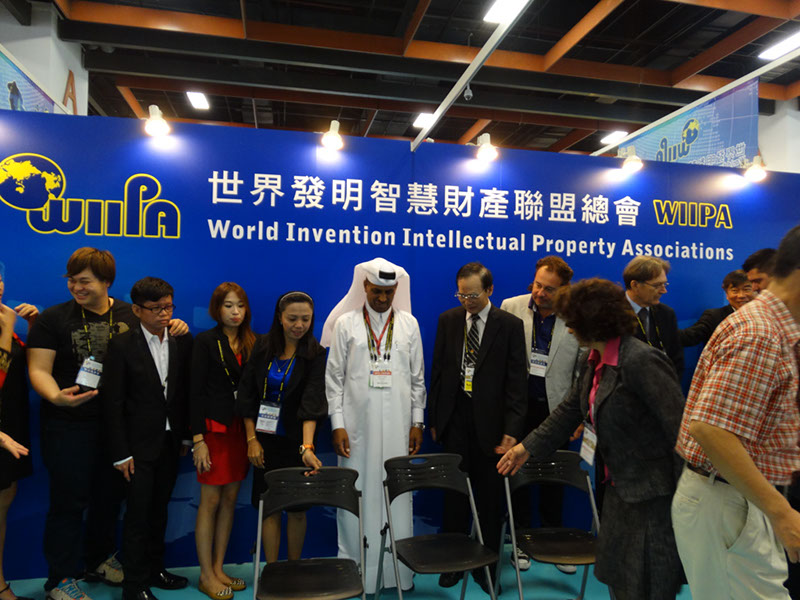 WIIPA
世界發明智慧財產聯盟總會 WIIPA
World Invention Intellectual Property Associations
A